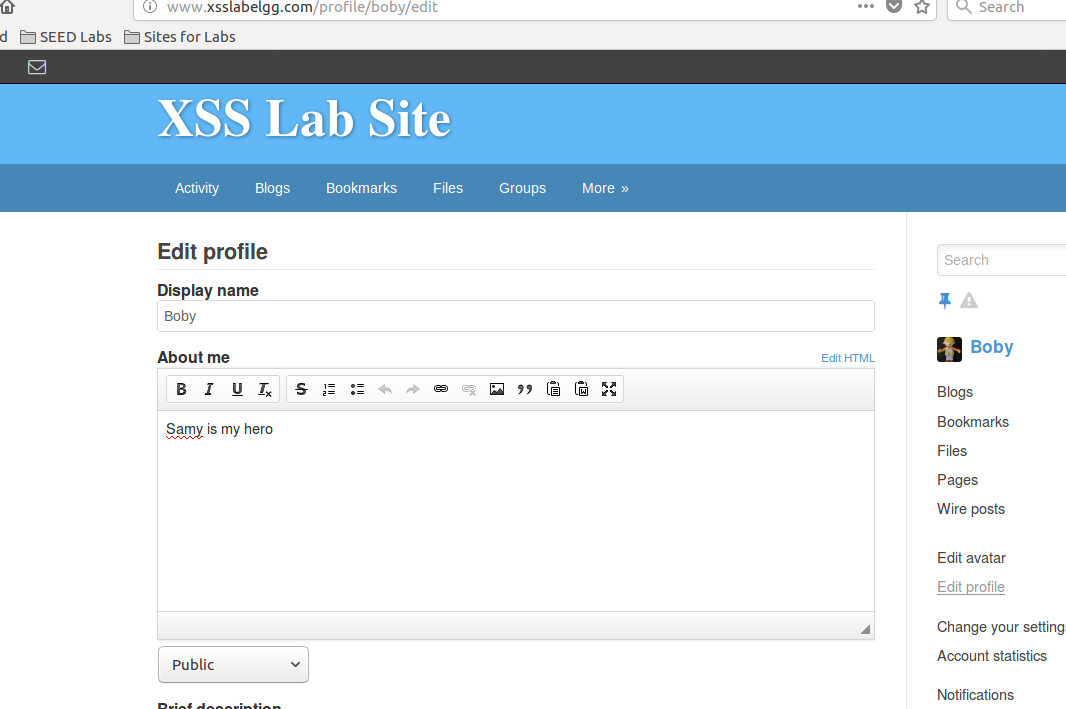 www.xsslabelgg.com/profile/boby/edit
Search
d SEED Labs Sites for Labs
XSS Lab Site
Activity Blogs Bookmarks Files Groups More »
Edit profile
Display name
Boby
About me
Edit HTML
B I U Tx S
Samy is my hero
Public
Brief description
Search
Boby
Blogs
Bookmarks
Files
Pages
Wire posts
Edit avatar
Edit profile
Change your settings
Account statistics
Notifications